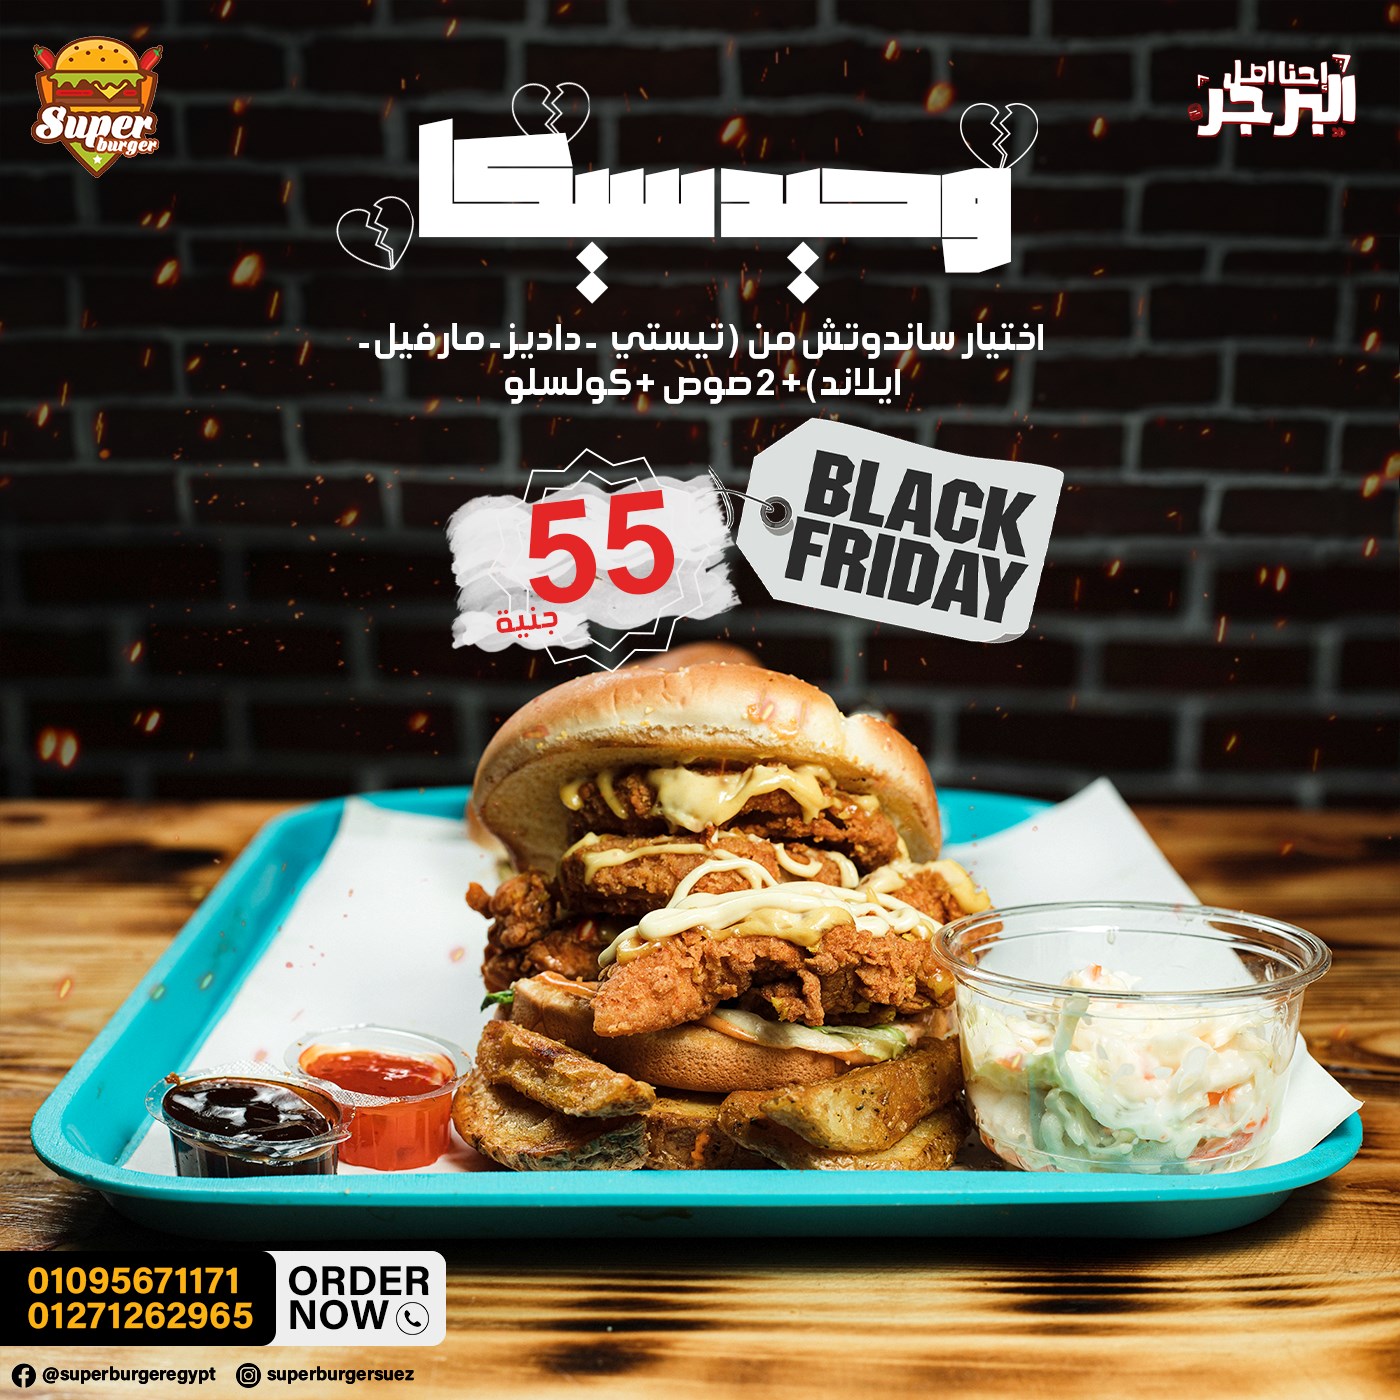 Super
burger
إحنا اصل
البرجر
وحيدسيكا
اختيار ساندوتش من (تيستي - داديز- مارفيل-
ايلاند) + 2 صوص + كولسلو
55
جنية
BLACK
FRIDAY
01095671171
01271262965
ORDER
NOW
@superburgeregypt
superburgersuez